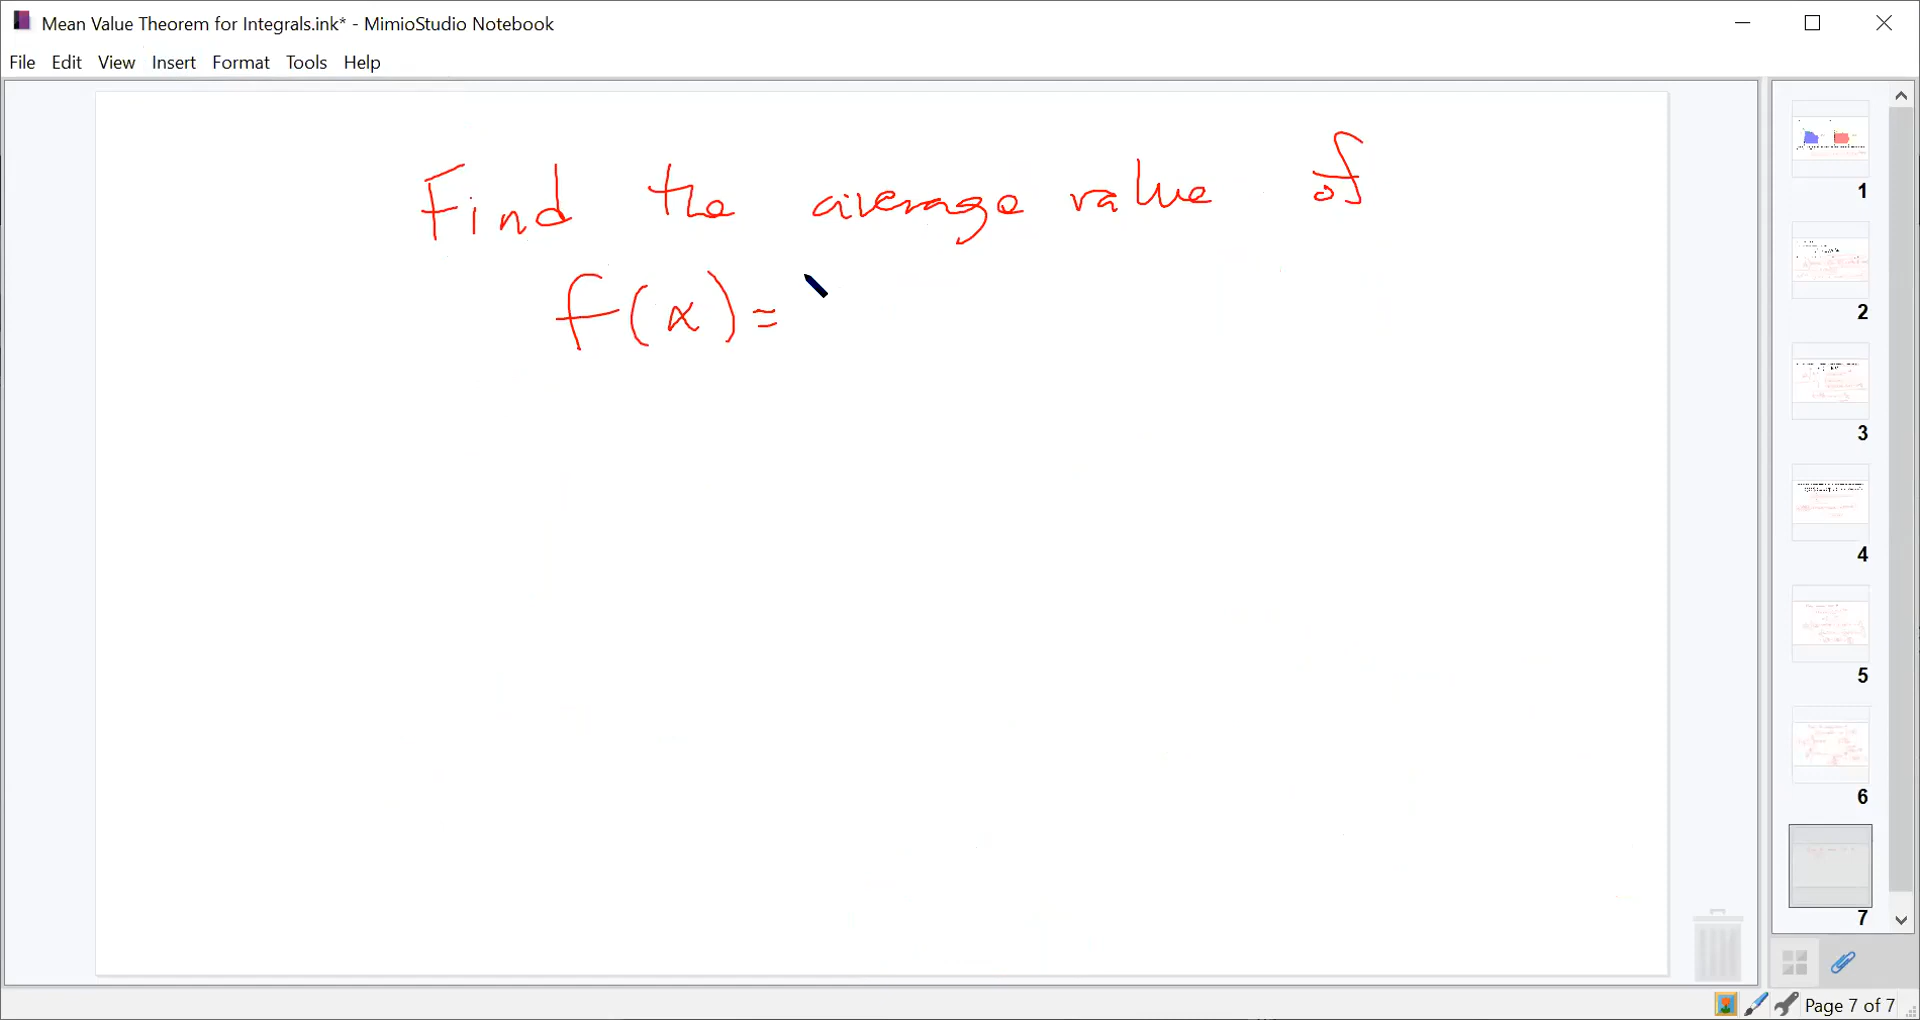 Mean Value Theorem for Integrals.ink* - MimioStudio Notebook
File Edit View Insert Format Tools Help
Find the average value of
f(x)=
1
2
3
4
5
6
7
Page 7 of 7